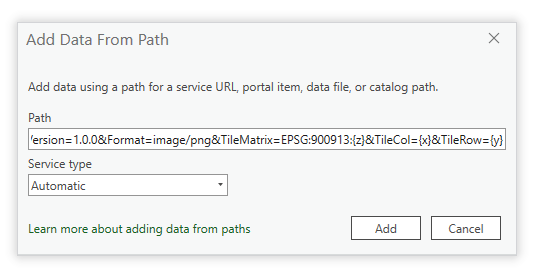 Add Data From Path
Add data using a path for a service URL, portal item, data file, or catalog path.
Path
ersion=1.0.0&Format=image/png&TileMatrix=EPSG:900913:{z}&TileCol={x}&TileRow={y}
Service type
Automatic
Learn more about adding data from paths
Add
Cancel